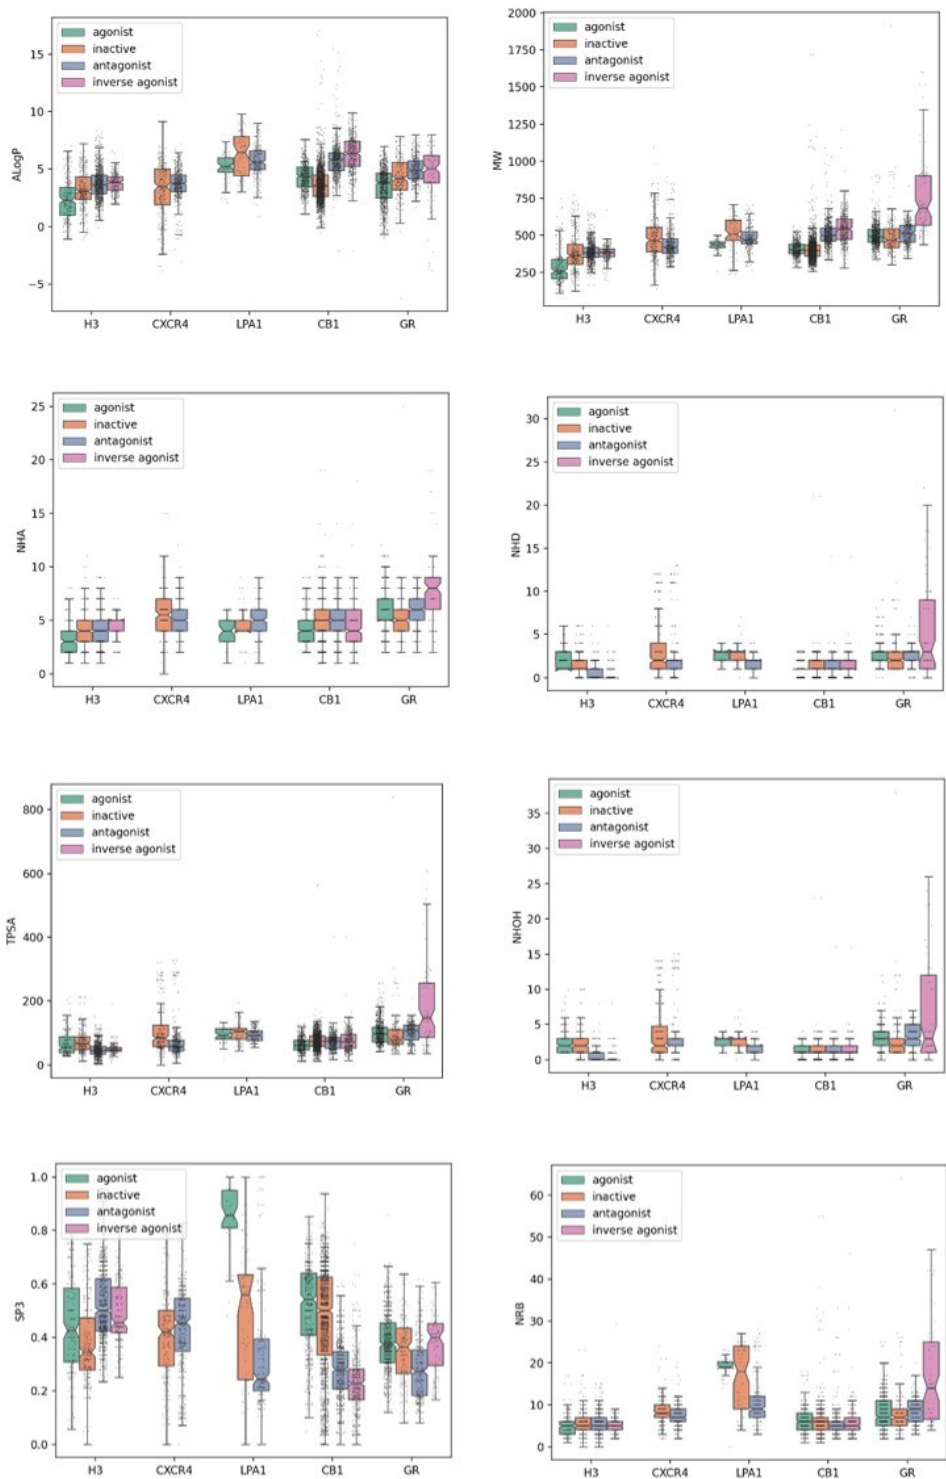 agonist
inactive
antagonist
inverse agonist
15
10
5
0
−5
ALogP
H3 CXCR4 LPA1 CB1 GR
agonist
inactive
antagonist
inverse agonist
2000
1750
1500
1250
1000
750
500
250
MW
H3 CXCR4 LPA1 CB1 GR
agonist
inactive
antagonist
inverse agonist
25
20
15
10
5
0
NHA
H3 CXCR4 LPA1 CB1 GR
agonist
inactive
antagonist
inverse agonist
30
25
20
15
10
5
0
NHD
H3 CXCR4 LPA1 CB1 GR
agonist
inactive
antagonist
inverse agonist
800
600
400
200
0
TPSA
H3 CXCR4 LPA1 CB1 GR
agonist
inactive
antagonist
inverse agonist
35
30
25
20
15
10
5
0
NHOH
H3 CXCR4 LPA1 CB1 GR
agonist
inactive
antagonist
inverse agonist
1.0
0.8
0.6
0.4
0.2
0.0
SP3
H3 CXCR4 LPA1 CB1 GR
agonist
inactive
antagonist
inverse agonist
60
50
40
30
20
10
0
NRB
H3 CXCR4 LPA1 CB1 GR